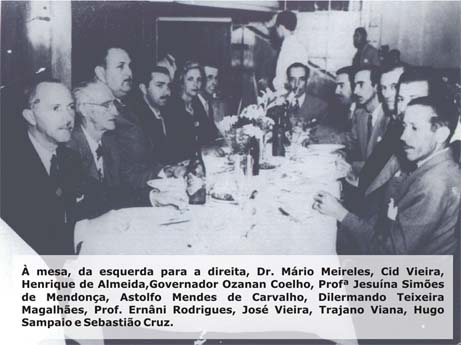 À mesa, da esquerda para a direita, Dr. Mário Meireles, Cid Vieira,
Henrique de Almeida,Governador Ozanan Coelho, Profª Jesuína Simões
de Mendonça, Astolfo Mendes de Carvalho, Dilermando Teixeira
Magalhães, Prof. Ernâni Rodrigues, José Vieira, Trajano Viana, Hugo
Sampaio e Sebastião Cruz.